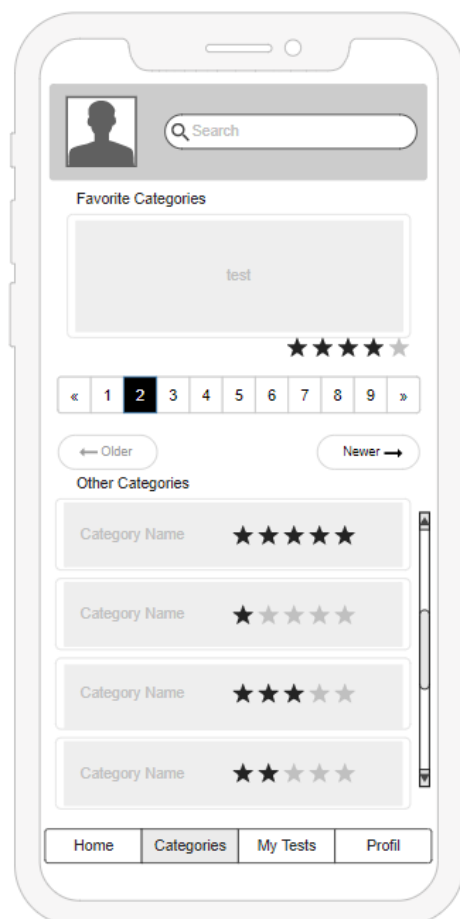 Search
Favorite Categories
test
« 1 2 3 4 5 6 7 8 9 »
Older Newer
Other Categories
Category Name
Category Name
Category Name
Category Name
Home Categories My Tests Profil